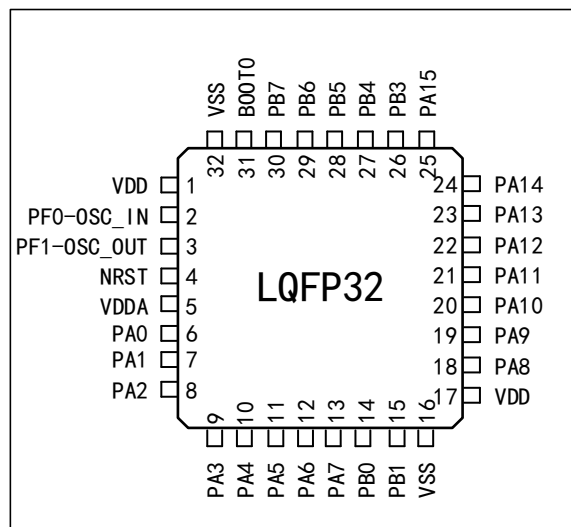 VSS
BOOT0
PB7
PB6
PB5
PB4
PB3
PA15
32
31
30
29
28
27
26
25
VDD 1
PF0-OSC_IN 2
PF1-OSC_OUT 3
NRST 4
VDDA 5
PA0 6
PA1 7
PA2 8
LQFP32
24 PA14
23 PA13
22 PA12
21 PA11
20 PA10
19 PA9
18 PA8
17 VDD
9
10
11
12
13
14
15
16
PA3
PA4
PA5
PA6
PA7
PB0
PB1
VSS